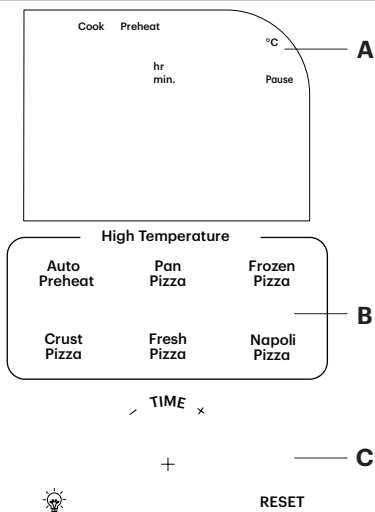 Cook Preheat
°C
A
hr
min.
Pause
High Temperature
Auto Preheat
Pan Pizza
Frozen Pizza
B
Crust Pizza
Fresh Pizza
Napoli Pizza
− TIME +
C
+
RESET